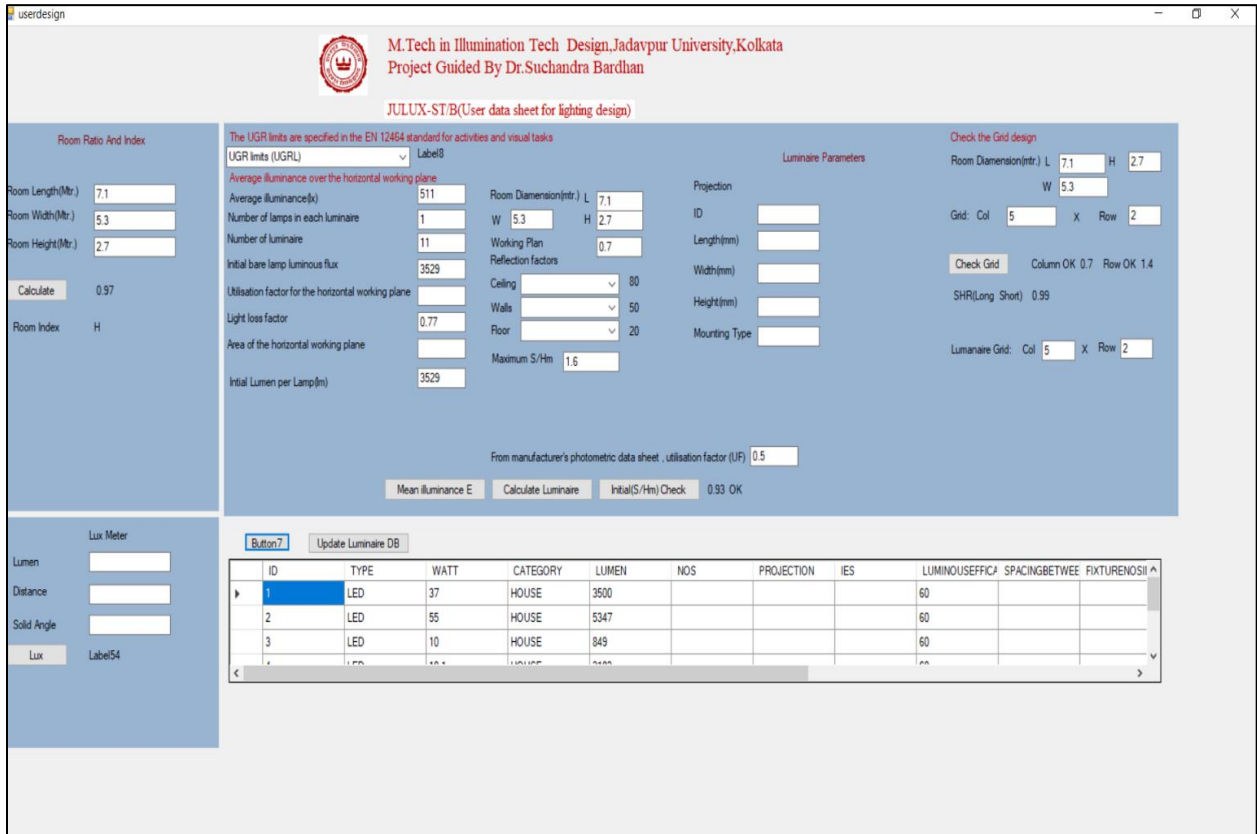 userdesign
M.Tech in Illumination Tech Design,Jadavpur University,Kolkata
Project Guided By Dr.Suchandra Bardhan
JULUX-ST/B(User data sheet for lighting design)
Room Ratio And Index
Room Length(Mtr.) 7.1
Room Width(Mtr.) 5.3
Room Height(Mtr.) 2.7
Calculate 0.97
Room Index H
The UGR limits are specified in the EN 12464 standard for activities and visual tasks
UGR limits (UGRL) Label8
Average illuminance over the horizontal working plane
Average illuminance(lx) 511
Number of lamps in each luminaire 1
Number of luminaire 11
Initial bare lamp luminous flux 3529
Utilisation factor for the horizontal working plane
Light loss factor 0.77
Area of the horizontal working plane
Intial Lumen per Lamp(lm) 3529
Room Diamension(mtr.) L 7.1
W 5.3 H 2.7
Working Plan 0.7
Reflection factors
Ceiling 80
Walls 50
Floor 20
Maximum S/Hm 1.6
Luminaire Parameters
Projection
ID
Length(mm)
Width(mm)
Height(mm)
Mounting Type
Check the Grid design
Room Diamension(mtr.) L 7.1 H 2.7
W 5.3
Grid: Col 5 X Row 2
Check Grid Column OK 0.7 Row OK 1.4
SHR(Long Short) 0.99
Lumanaire Grid: Col 5 X Row 2
From manufacturer's photometric data sheet , utilisation factor (UF) 0.5
Mean illuminance E Calculate Luminaire Initial(S/Hm) Check 0.93 OK
Lux Meter
Lumen
Distance
Solid Angle
Lux Label54
Button7 Update Luminaire DB
ID TYPE WATT CATEGORY LUMEN NOS PROJECTION IES LUMINOUSEFFICA SPACINGBETWEE FIXTURENOSII
1 LED 37 HOUSE 3500 60
2 LED 55 HOUSE 5347 60
3 LED 10 HOUSE 849 60